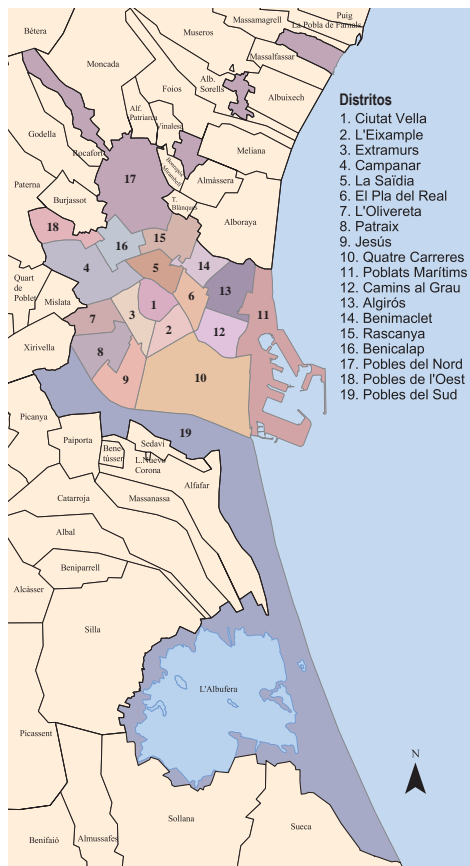 Bètera
Massamagrell
Puig
La Pobla de Farnals
Museros
Moncada
Massalfassar
Foios
Alb.
Sorells
Albuixech
Alf.
Patriarca
Vinalesa
Godella
Rocafort
Bonrepòs
Mirambell
Meliana
Paterna
Burjassot
Almàssera
T.
Blanques
Alboraya
Distritos
1. Ciutat Vella
2. L'Eixample
3. Extramurs
4. Campanar
5. La Saïdia
6. El Pla del Real
7. L'Olivereta
8. Patraix
9. Jesús
10. Quatre Carreres
11. Poblats Marítims
12. Camins al Grau
13. Algirós
14. Benimaclet
15. Rascanya
16. Benicalap
17. Pobles del Nord
18. Pobles de l'Oest
19. Pobles del Sud
17
18
16
15
4
5
14
13
6
11
1
3
7
2
12
8
9
10
19
Quart
de
Poblet
Mislata
Xirivella
Picanya
Paiporta
Bene-
tússer
Sedaví
L.Nuevo
Corona
Alfafar
Catarroja
Massanassa
Albal
Beniparrell
Alcàsser
Silla
L'Albufera
Picassent
Sollana
Sueca
Benifaió
Almussafes
N